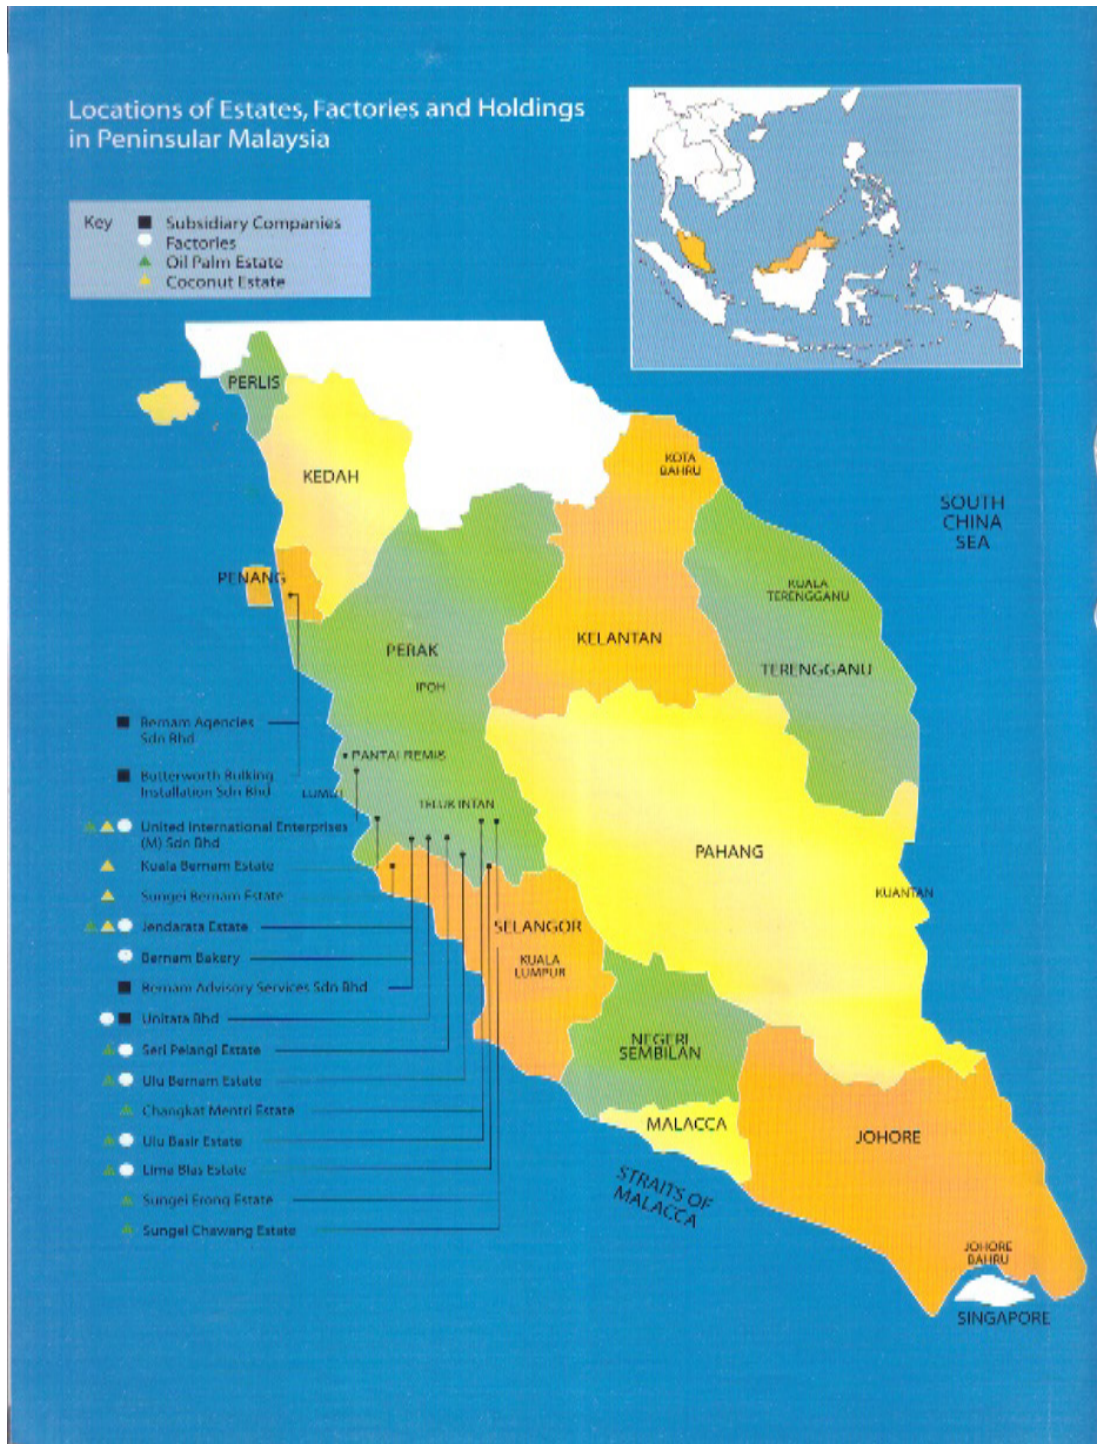 Locations of Estates, Factories and Holdings
in Peninsular Malaysia
Key
Subsidiary Companies
Factories
Oil Palm Estate
Coconut Estate
PERLIS
KEDAH
KOTA
BAHRU
SOUTH
CHINA
SEA
PENANG
KUALA
TERENGGANU
PERAK
KELANTAN
TERENGGANU
IPOH
Bernam Agencies
Sdn Bhd
PANTAI REMIS
Butterworth Bulking
Installation Sdn Bhd
LUMUT
TELUK INTAN
United International Enterprises
(M) Sdn Bhd
PAHANG
Kuala Bernam Estate
Sungei Bernam Estate
KUANTAN
Jendarata Estate
SELANGOR
Bernam Bakery
KUALA
LUMPUR
Bernam Advisory Services Sdn Bhd
Unitata Bhd
Seri Pelangi Estate
NEGERI
SEMBILAN
Ulu Bernam Estate
Changkat Mentri Estate
MALACCA
Ulu Basir Estate
JOHORE
Lima Blas Estate
STRAITS OF
MALACCA
Sungei Erong Estate
Sungei Chawang Estate
JOHORE
BAHRU
SINGAPORE